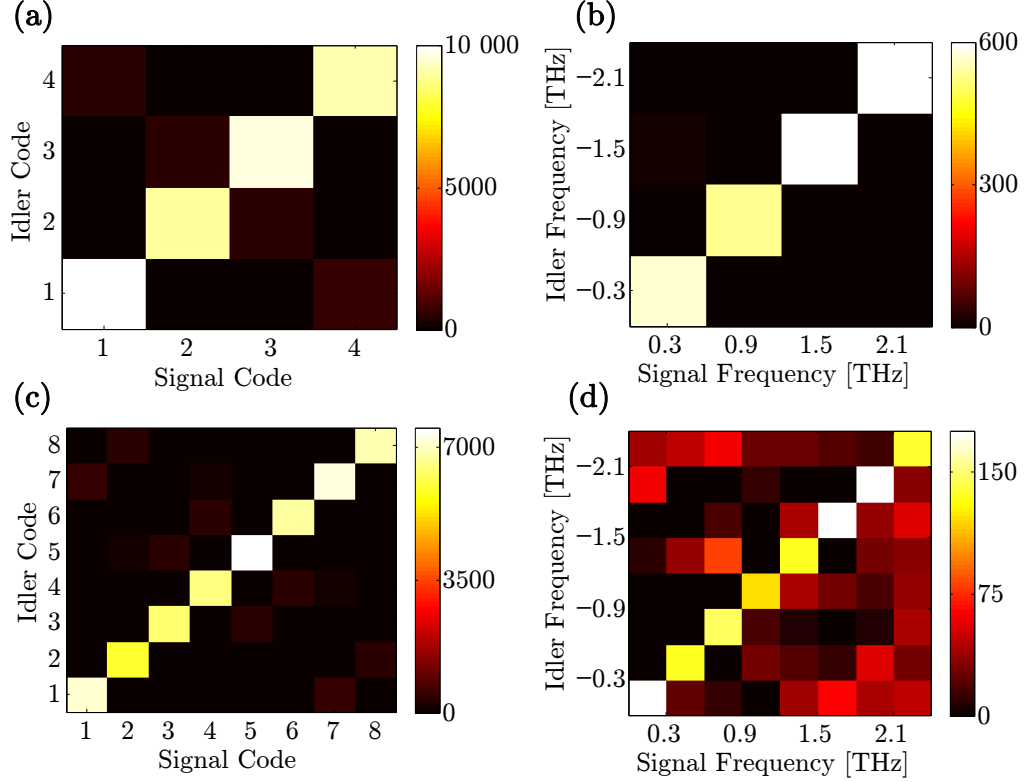 (a)
10 000
5000
0
Idler Code
4
3
2
1
1 2 3 4
Signal Code
(b)
600
300
0
Idler Frequency [THz]
−2.1
−1.5
−0.9
−0.3
0.3 0.9 1.5 2.1
Signal Frequency [THz]
(c)
7000
3500
0
Idler Code
8
7
6
5
4
3
2
1
1 2 3 4 5 6 7 8
Signal Code
(d)
150
75
0
Idler Frequency [THz]
−2.1
−1.5
−0.9
−0.3
0.3 0.9 1.5 2.1
Signal Frequency [THz]